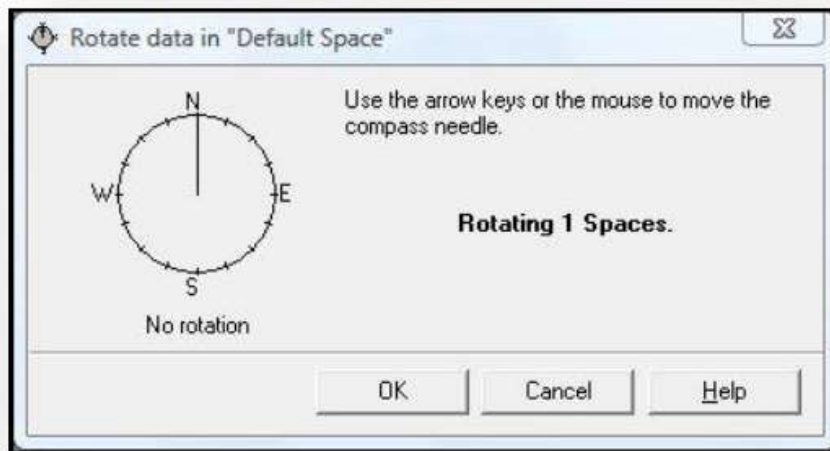 Rotate data in "Default Space"
Use the arrow keys or the mouse to move the
compass needle.
N
W
E
S
Rotating 1 Spaces.
No rotation
OK
Cancel
Help